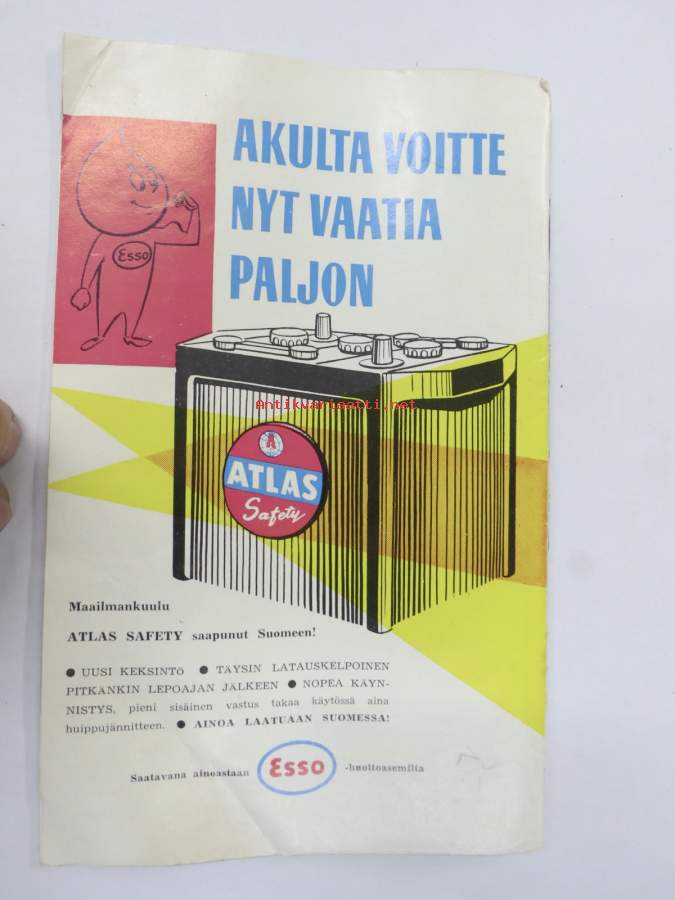 AKULTA VOITTE
NYT VAATIA
PALJON
Esso
Antikvariaatti.net
A
ATLAS
Safety
Maailmankuulu
ATLAS SAFETY saapunut Suomeen!
● UUSI KEKSINTÖ ● TÄYSIN LATAUSKELPOINEN
PITKÄNKIN LEPOAJAN JÄLKEEN ● NOPEA KÄYN-
NISTYS, pieni sisäinen vastus takaa käytössä aina
huippujännitteen. ● AINOA LAATUAAN SUOMESSA!
Saatavana ainoastaan Esso -huoltoasemilta